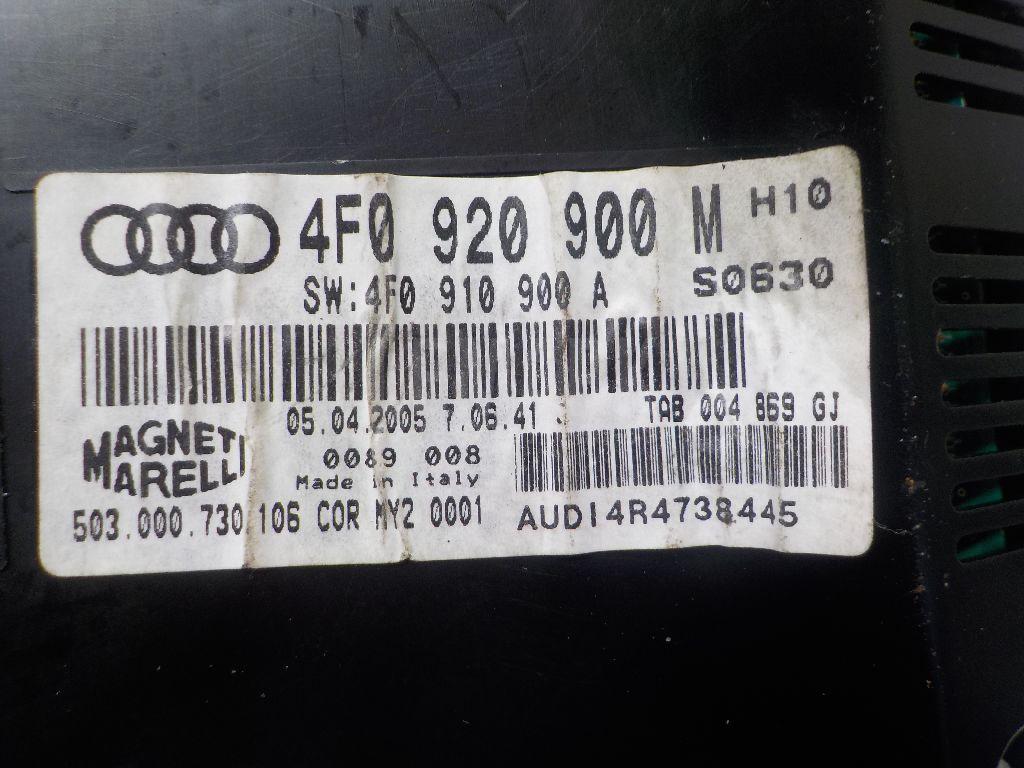 4F0 920 900 M H10
SW:4F0 910 900 A S0630
05.04.2005 7.06.41 TAB 004 869 GJ
MAGNETI
MARELLI
0089 008
Made in Italy
503.000.730.106 COR MY2 0001
AUDI4R4738445